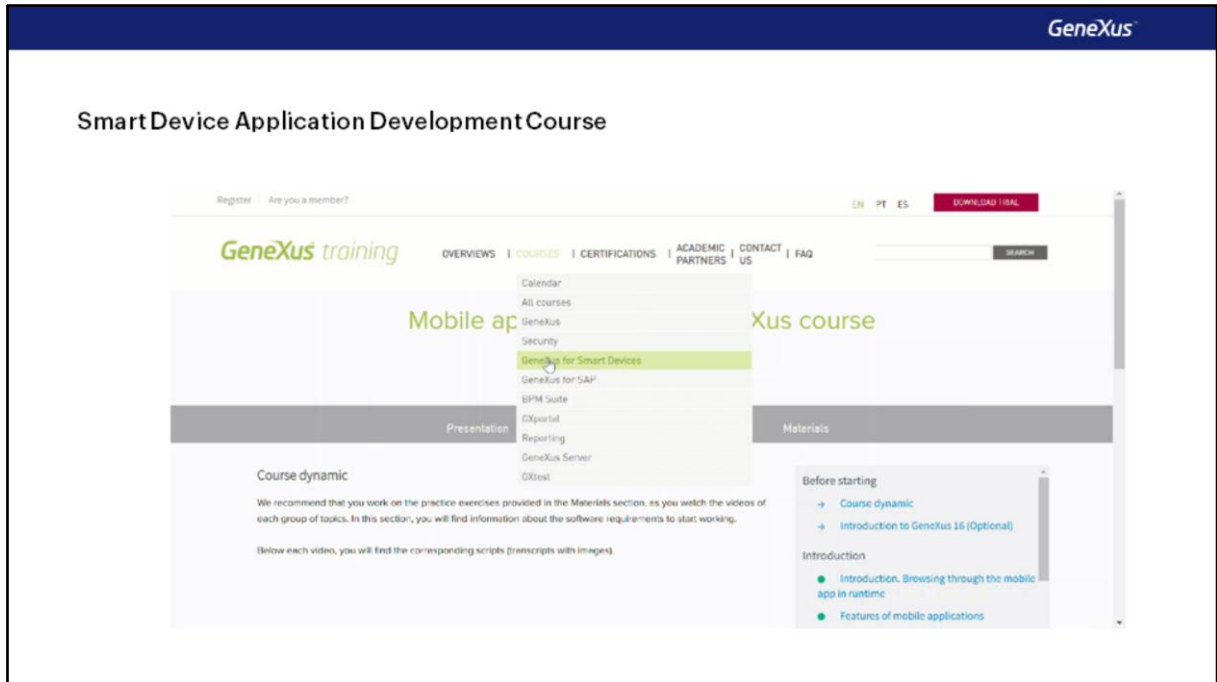 GeneXus™
Smart Device Application Development Course
Register | Are you a member?
EN PT ES
DOWNLOAD TRIAL
GeneXus training
OVERVIEWS | COURSES | CERTIFICATIONS | ACADEMIC PARTNERS | CONTACT US | FAQ
SEARCH
Calendar
All courses
GeneXus
Security
GeneXus for Smart Devices
GeneXus for SAP
BPM Suite
GXportal
Reporting
GeneXus Server
GXtest
Mobile ap
Xus course
Presentation
Materials
Course dynamic
We recommend that you work on the practice exercises provided in the Materials section, as you watch the videos of
each group of topics. In this section, you will find information about the software requirements to start working.
Below each video, you will find the corresponding scripts (transcripts with images).
Before starting
→ Course dynamic
→ Introduction to GeneXus 16 (Optional)
Introduction
● Introduction. Browsing through the mobile
app in runtime
● Features of mobile applications